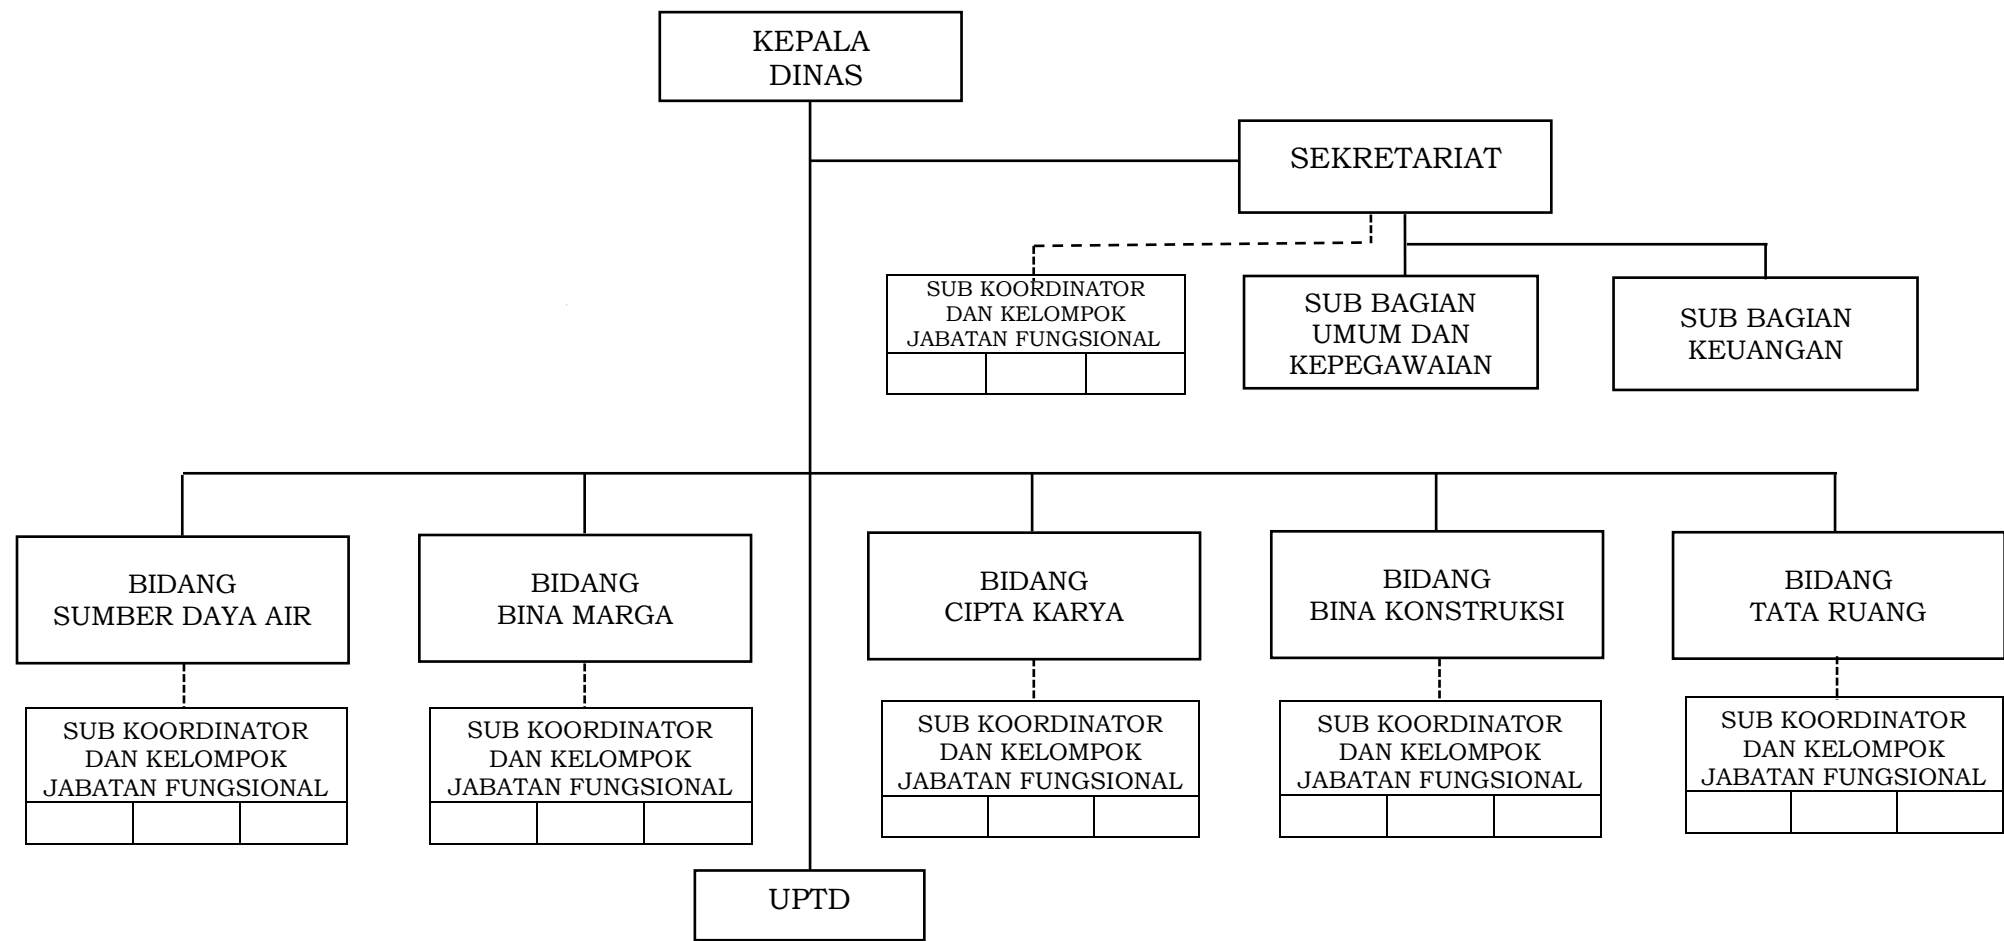 KEPALA
DINAS
SEKRETARIAT
SUB KOORDINATOR
DAN KELOMPOK
JABATAN FUNGSIONAL
SUB BAGIAN
UMUM DAN
KEPEGAWAIAN
SUB BAGIAN
KEUANGAN
BIDANG
SUMBER DAYA AIR
BIDANG
BINA MARGA
BIDANG
CIPTA KARYA
BIDANG
BINA KONSTRUKSI
BIDANG
TATA RUANG
SUB KOORDINATOR
DAN KELOMPOK
JABATAN FUNGSIONAL
SUB KOORDINATOR
DAN KELOMPOK
JABATAN FUNGSIONAL
SUB KOORDINATOR
DAN KELOMPOK
JABATAN FUNGSIONAL
SUB KOORDINATOR
DAN KELOMPOK
JABATAN FUNGSIONAL
SUB KOORDINATOR
DAN KELOMPOK
JABATAN FUNGSIONAL
UPTD